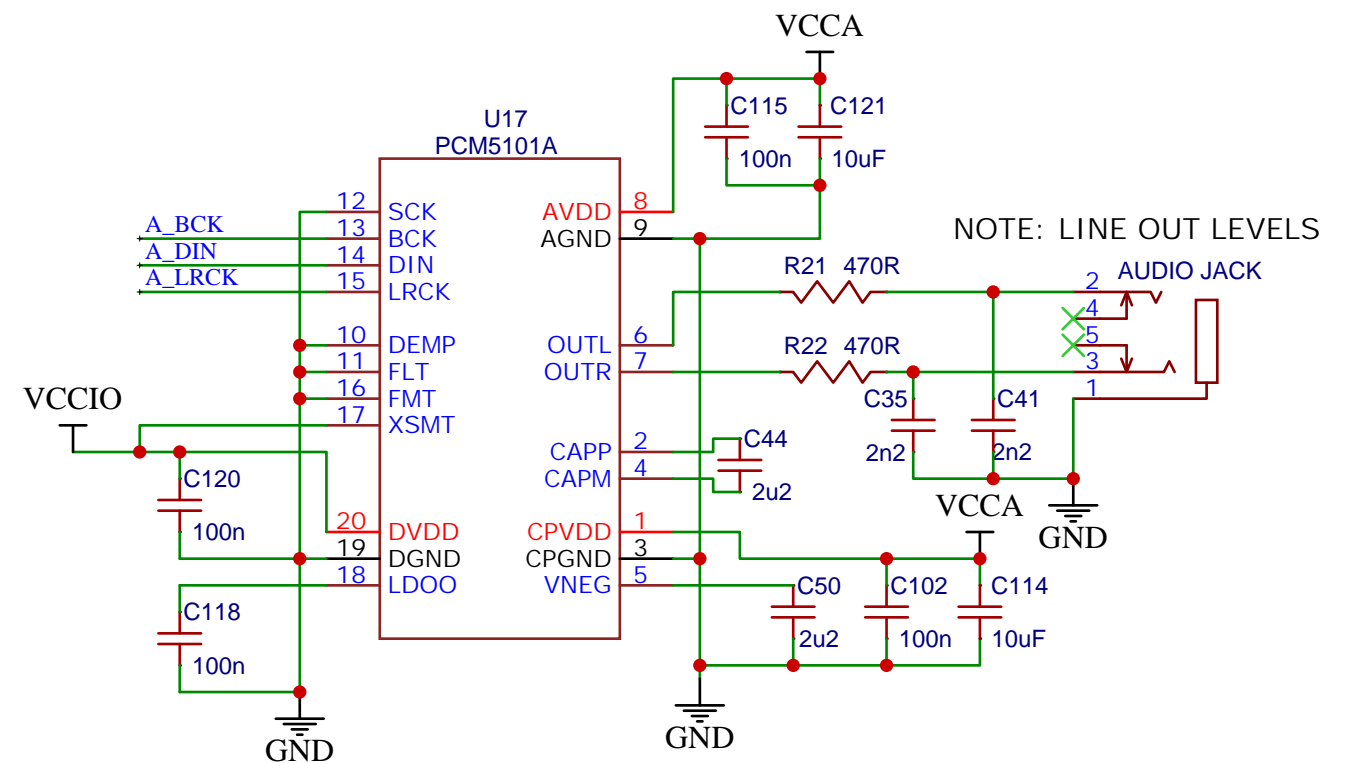 VCCA
C115
C121
100n
10uF
U17
PCM5101A
12
SCK
A_BCK
13
BCK
A_DIN
14
DIN
A_LRCK
15
LRCK
10
DEMP
11
FLT
16
FMT
17
XSMT
20
DVDD
19
DGND
18
LDOO
AVDD
8
AGND
9
OUTL
6
OUTR
7
CAPP
2
CAPM
4
CPVDD
1
CPGND
3
VNEG
5
VCCIO
C120
100n
C118
100n
GND
NOTE: LINE OUT LEVELS
AUDIO JACK
R21 470R
R22 470R
2
4
5
3
1
C35
C41
2n2
2n2
C44
2u2
VCCA
GND
C50
C102
C114
2u2
100n
10uF
GND